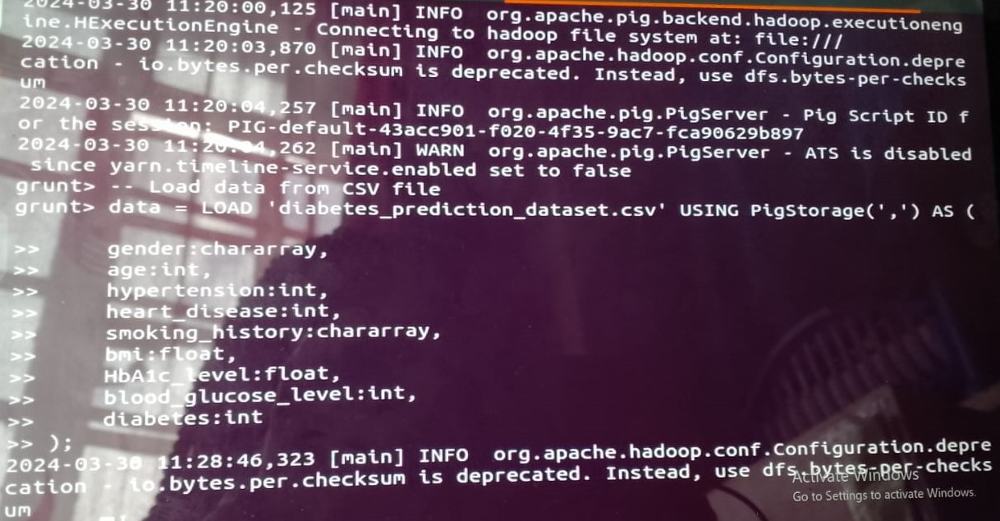 2024-03-30 11:20:00,125 [main] INFO  org.apache.pig.backend.hadoop.executioneng
ine.HExecutionEngine - Connecting to hadoop file system at: file:///
2024-03-30 11:20:03,870 [main] INFO  org.apache.hadoop.conf.Configuration.depre
cation - io.bytes.per.checksum is deprecated. Instead, use dfs.bytes-per-checks
um
2024-03-30 11:20:04,257 [main] INFO  org.apache.pig.PigServer - Pig Script ID f
or the session: PIG-default-43acc901-f020-4f35-9ac7-fca90629b897
2024-03-30 11:20:04,262 [main] WARN  org.apache.pig.PigServer - ATS is disabled
 since yarn.timeline-service.enabled set to false
grunt> -- Load data from CSV file
grunt> data = LOAD 'diabetes_prediction_dataset.csv' USING PigStorage(',') AS (
>>      gender:chararray,
>>      age:int,
>>      hypertension:int,
>>      heart_disease:int,
>>      smoking_history:chararray,
>>      bmi:float,
>>      HbA1c_level:float,
>>      blood_glucose_level:int,
>>      diabetes:int
>> );
2024-03-30 11:28:46,323 [main] INFO  org.apache.hadoop.conf.Configuration.depre
cation - io.bytes.per.checksum is deprecated. Instead, use dfs.bytes-per-checks
um
Activate Windows
Go to Settings to activate Windows.